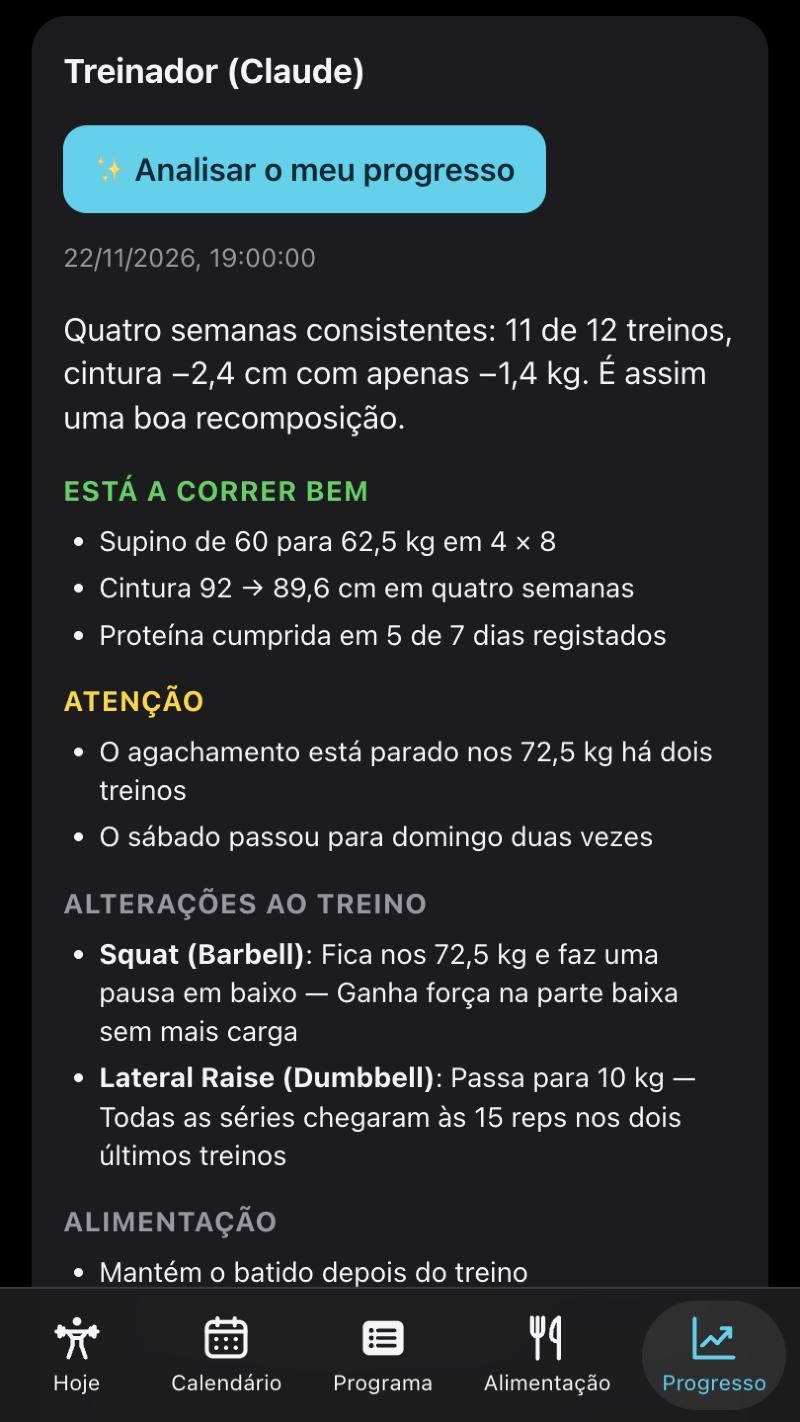 Treinador (Claude)
✨ Analisar o meu progresso
22/11/2026, 19:00:00
Quatro semanas consistentes: 11 de 12 treinos,
cintura −2,4 cm com apenas −1,4 kg. É assim
uma boa recomposição.
ESTÁ A CORRER BEM
• Supino de 60 para 62,5 kg em 4 × 8
• Cintura 92 → 89,6 cm em quatro semanas
• Proteína cumprida em 5 de 7 dias registados
ATENÇÃO
• O agachamento está parado nos 72,5 kg há dois
treinos
• O sábado passou para domingo duas vezes
ALTERAÇÕES AO TREINO
• Squat (Barbell): Fica nos 72,5 kg e faz uma
pausa em baixo — Ganha força na parte baixa
sem mais carga
• Lateral Raise (Dumbbell): Passa para 10 kg —
Todas as séries chegaram às 15 reps nos dois
últimos treinos
ALIMENTAÇÃO
• Mantém o batido depois do treino
Hoje
Calendário
Programa
Alimentação
Progresso